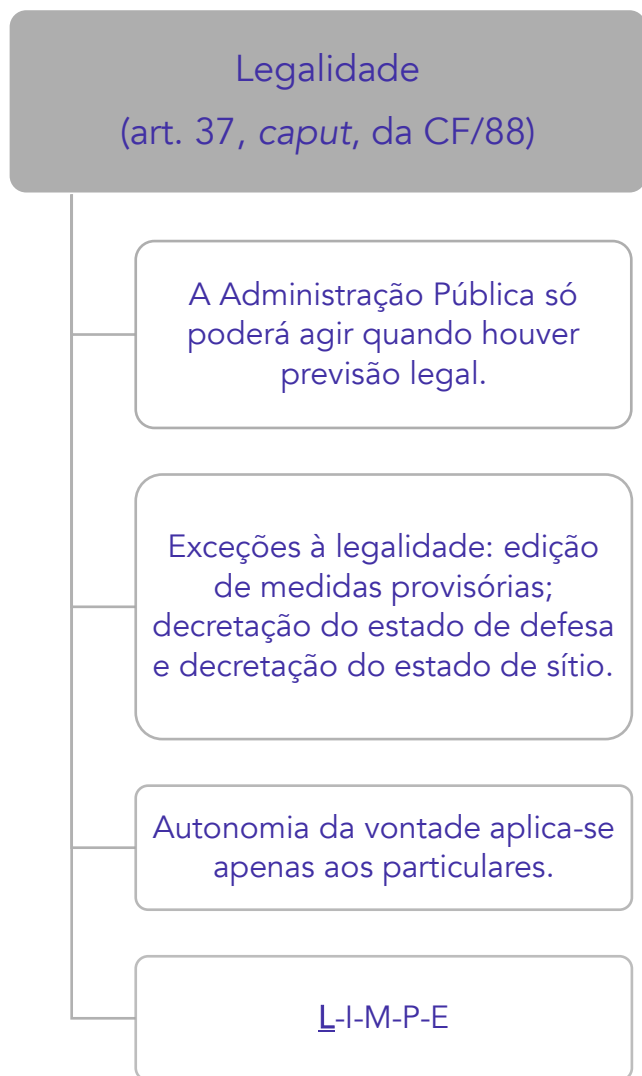 Legalidade
(art. 37, caput, da CF/88)
A Administração Pública só
poderá agir quando houver
previsão legal.
Exceções à legalidade: edição
de medidas provisórias;
decretação do estado de defesa
e decretação do estado de sítio.
Autonomia da vontade aplica-se
apenas aos particulares.
L-I-M-P-E